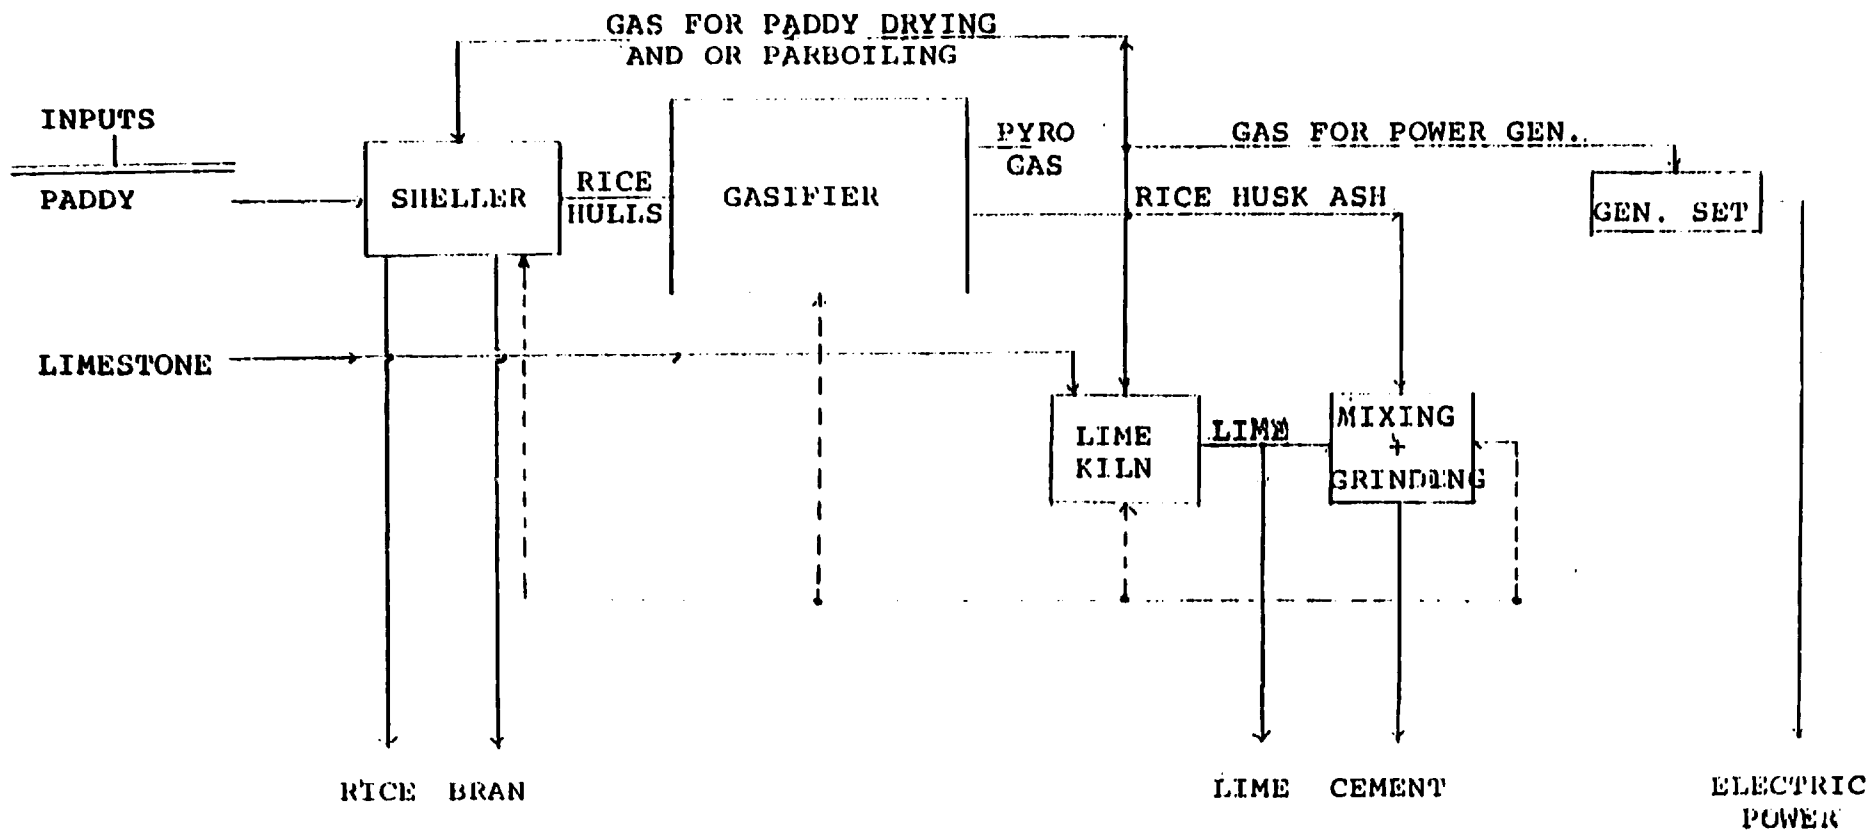 GAS FOR PADDY DRYING
AND OR PARBOILING
INPUTS
PADDY
SHELLER
RICE
HULLS
GASIFIER
PYRO
GAS
GAS FOR POWER GEN.
RICE HUSK ASH
GEN. SET
LIMESTONE
LIME
KILN
LIME
MIXING
+
GRINDING
RICE
BRAN
LIME
CEMENT
ELECTRIC
POWER